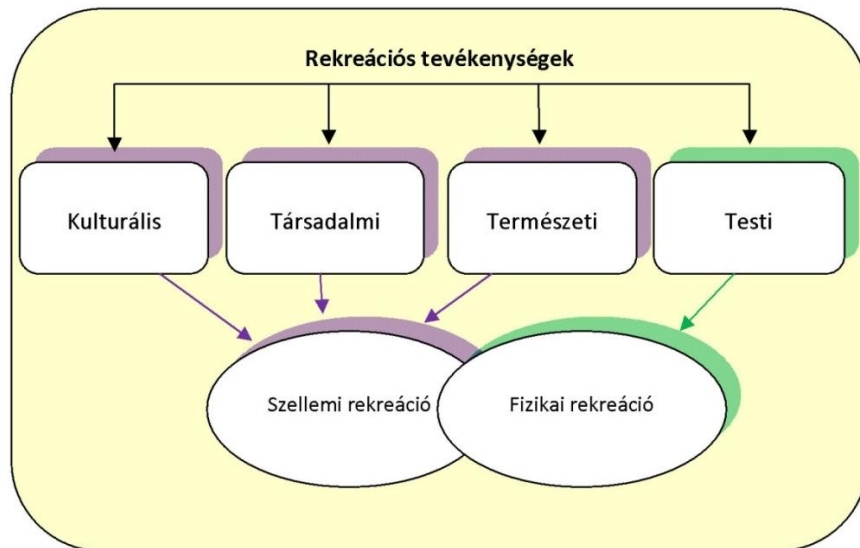 Rekreációs tevékenységek
Kulturális
Társadalmi
Természeti
Testi
Szellemi rekreáció
Fizikai rekreáció